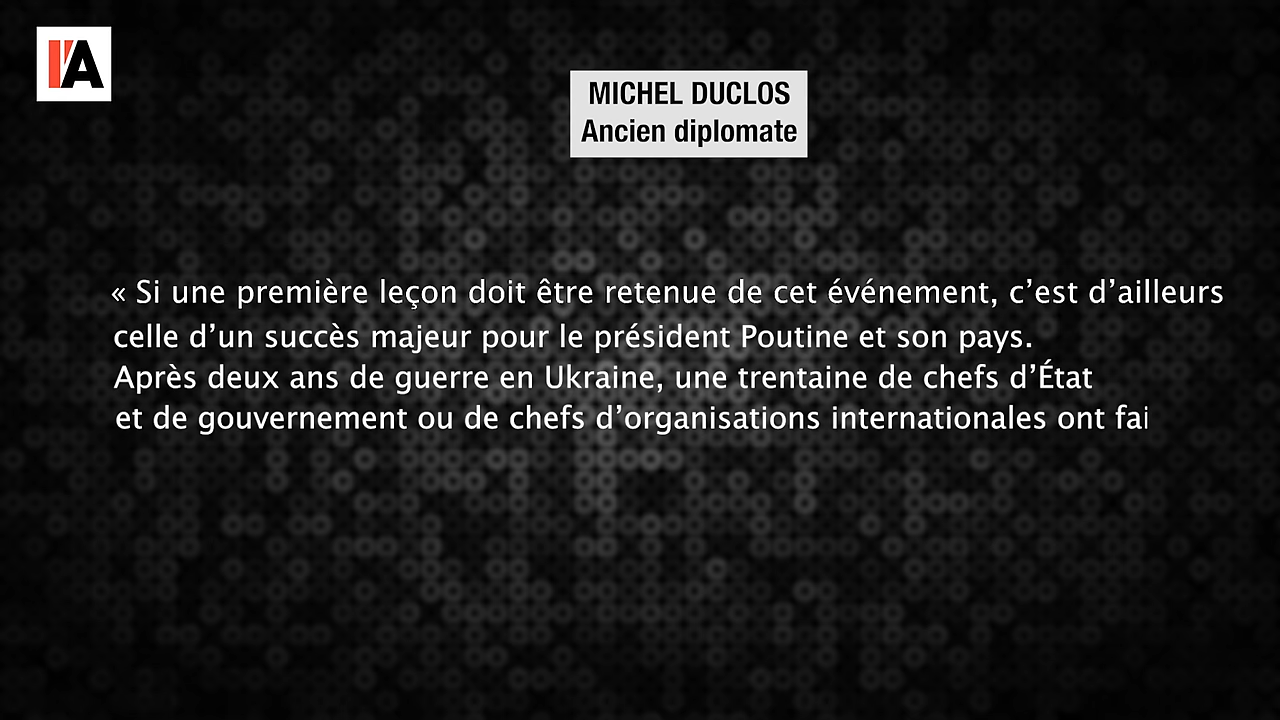 I'A
MICHEL DUCLOS
Ancien diplomate
« Si une première leçon doit être retenue de cet événement, c’est d’ailleurs
celle d’un succès majeur pour le président Poutine et son pays.
Après deux ans de guerre en Ukraine, une trentaine de chefs d’État
et de gouvernement ou de chefs d’organisations internationales ont fai